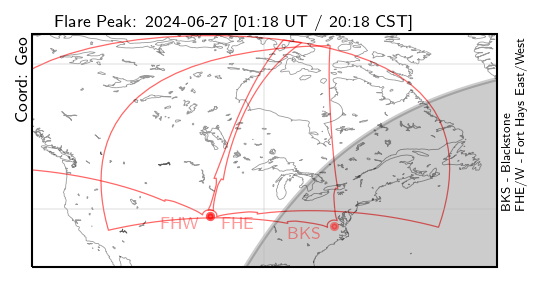 Flare Peak: 2024-06-27 [01:18 UT / 20:18 CST]
Coord: Geo
FHW
FHE
BKS
BKS - Blackstone
FHE/W - Fort Hays East/West